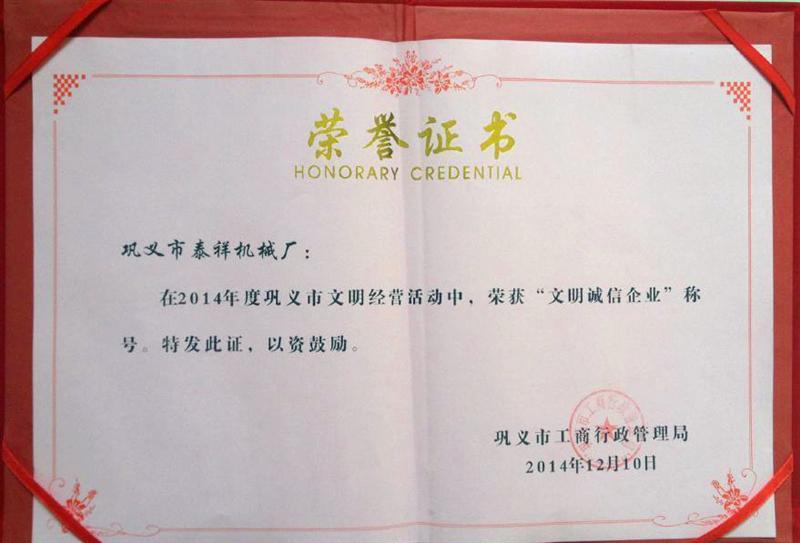 荣誉证书
HONORARY CREDENTIAL
巩义市泰祥机械厂：
在2014年度巩义市文明经营活动中，荣获“文明诚信企业”称
号。特发此证，以资鼓励。
巩义市工商行政管理局
2014年12月10日